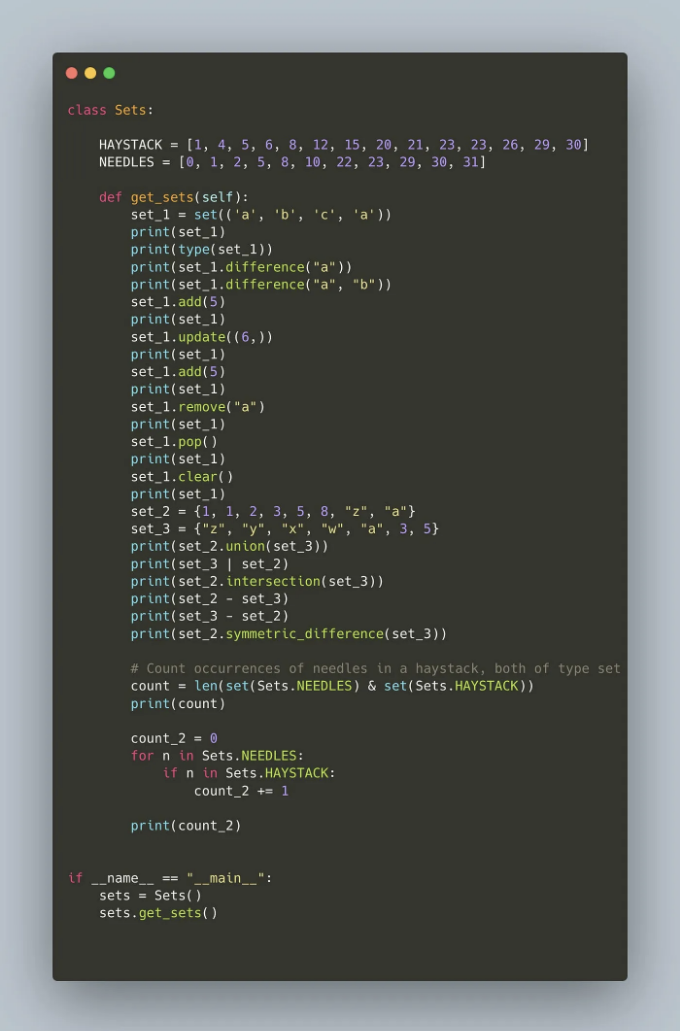 class Sets:

    HAYSTACK = [1, 4, 5, 6, 8, 12, 15, 20, 21, 23, 23, 26, 29, 30]
    NEEDLES = [0, 1, 2, 5, 8, 10, 22, 23, 29, 30, 31]

    def get_sets(self):
        set_1 = set(('a', 'b', 'c', 'a'))
        print(set_1)
        print(type(set_1))
        print(set_1.difference("a"))
        print(set_1.difference("a", "b"))
        set_1.add(5)
        print(set_1)
        set_1.update((6,))
        print(set_1)
        set_1.add(5)
        print(set_1)
        set_1.remove("a")
        print(set_1)
        set_1.pop()
        print(set_1)
        set_1.clear()
        print(set_1)
        set_2 = {1, 1, 2, 3, 5, 8, "z", "a"}
        set_3 = {"z", "y", "x", "w", "a", 3, 5}
        print(set_2.union(set_3))
        print(set_3 | set_2)
        print(set_2.intersection(set_3))
        print(set_2 - set_3)
        print(set_3 - set_2)
        print(set_2.symmetric_difference(set_3))

        # Count occurrences of needles in a haystack, both of type set
        count = len(set(Sets.NEEDLES) & set(Sets.HAYSTACK))
        print(count)

        count_2 = 0
        for n in Sets.NEEDLES:
            if n in Sets.HAYSTACK:
                count_2 += 1

        print(count_2)


if __name__ == "__main__":
    sets = Sets()
    sets.get_sets()